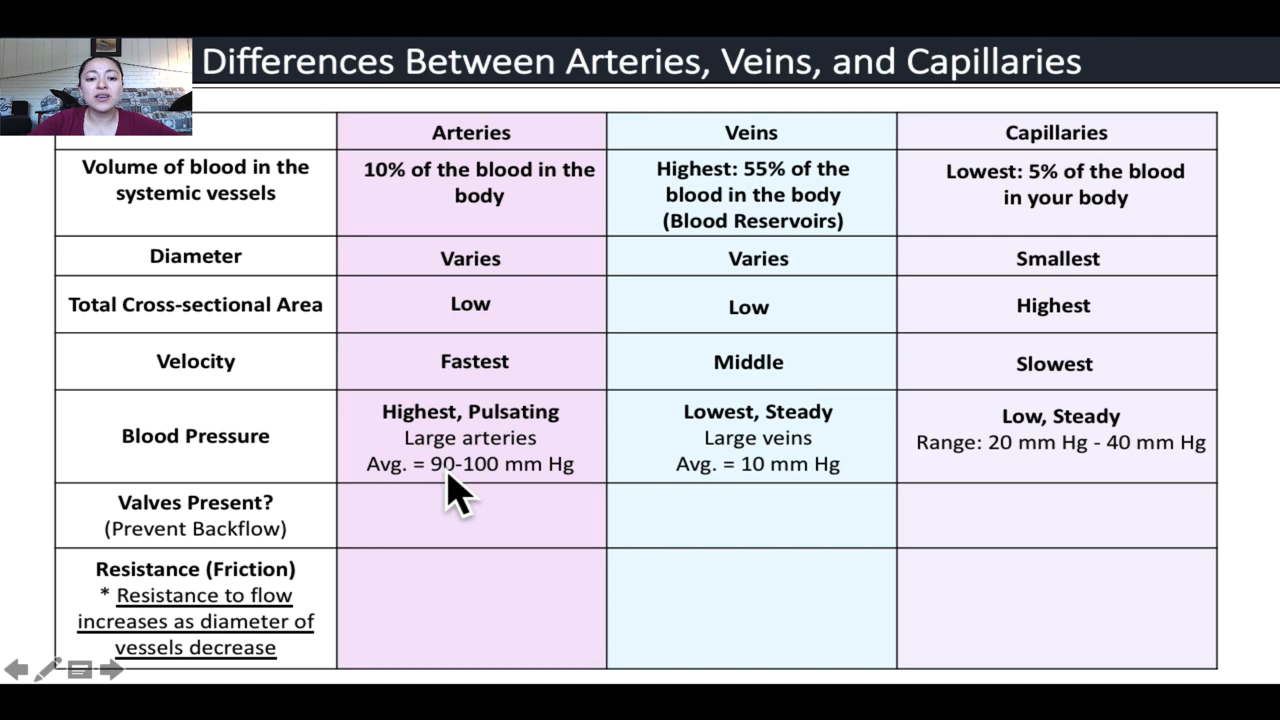 Differences Between Arteries, Veins, and Capillaries
Arteries
Veins
Capillaries
Volume of blood in the
systemic vessels
10% of the blood in the
body
Highest: 55% of the
blood in the body
(Blood Reservoirs)
Lowest: 5% of the blood
in your body
Diameter
Varies
Varies
Smallest
Total Cross-sectional Area
Low
Low
Highest
Velocity
Fastest
Middle
Slowest
Blood Pressure
Highest, Pulsating
Large arteries
Avg. = 90-100 mm Hg
Lowest, Steady
Large veins
Avg. = 10 mm Hg
Low, Steady
Range: 20 mm Hg - 40 mm Hg
Valves Present?
(Prevent Backflow)
Resistance (Friction)
* Resistance to flow
increases as diameter of
vessels decrease